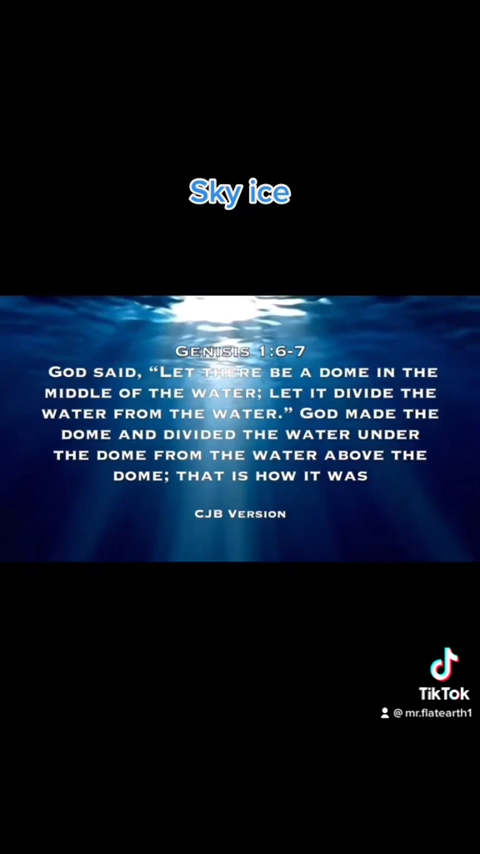 Sky ice
Genisis 1:6-7
God said, “Let there be a dome in the
middle of the water; let it divide the
water from the water.” God made the
dome and divided the water under
the dome from the water above the
dome; that is how it was
CJB Version
TikTok
@ mr.flatearth1